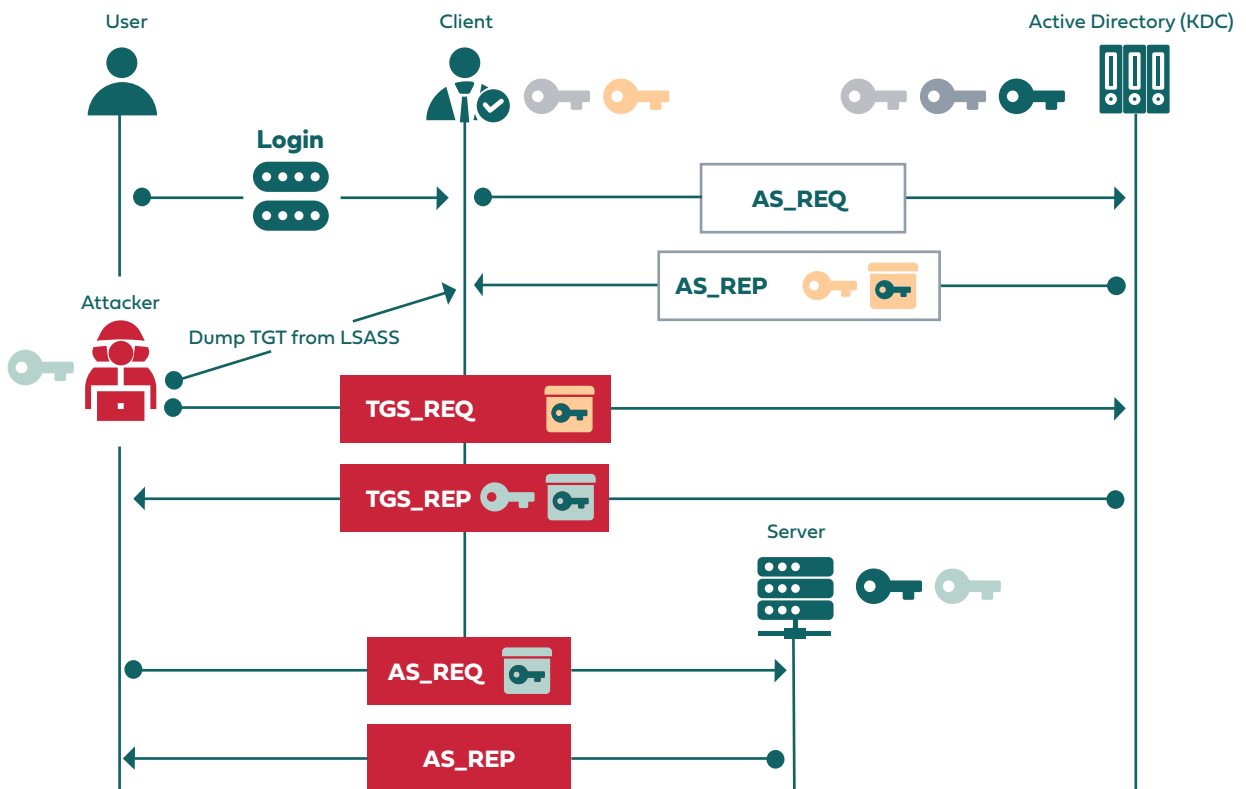 User
Client
Active Directory (KDC)
Login
AS_REQ
AS_REP
Attacker
Dump TGT from LSASS
TGS_REQ
TGS_REP
Server
AS_REQ
AS_REP